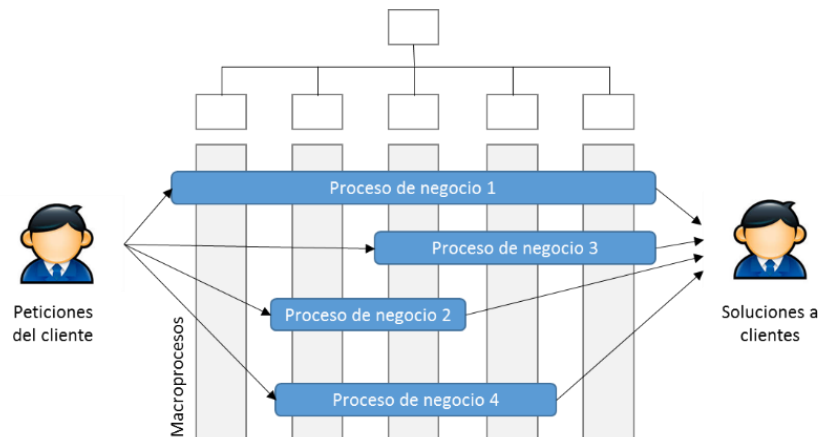 Proceso de negocio 1
Proceso de negocio 3
Peticiones
del cliente
Proceso de negocio 2
Soluciones a
clientes
Macroprocesos
Proceso de negocio 4